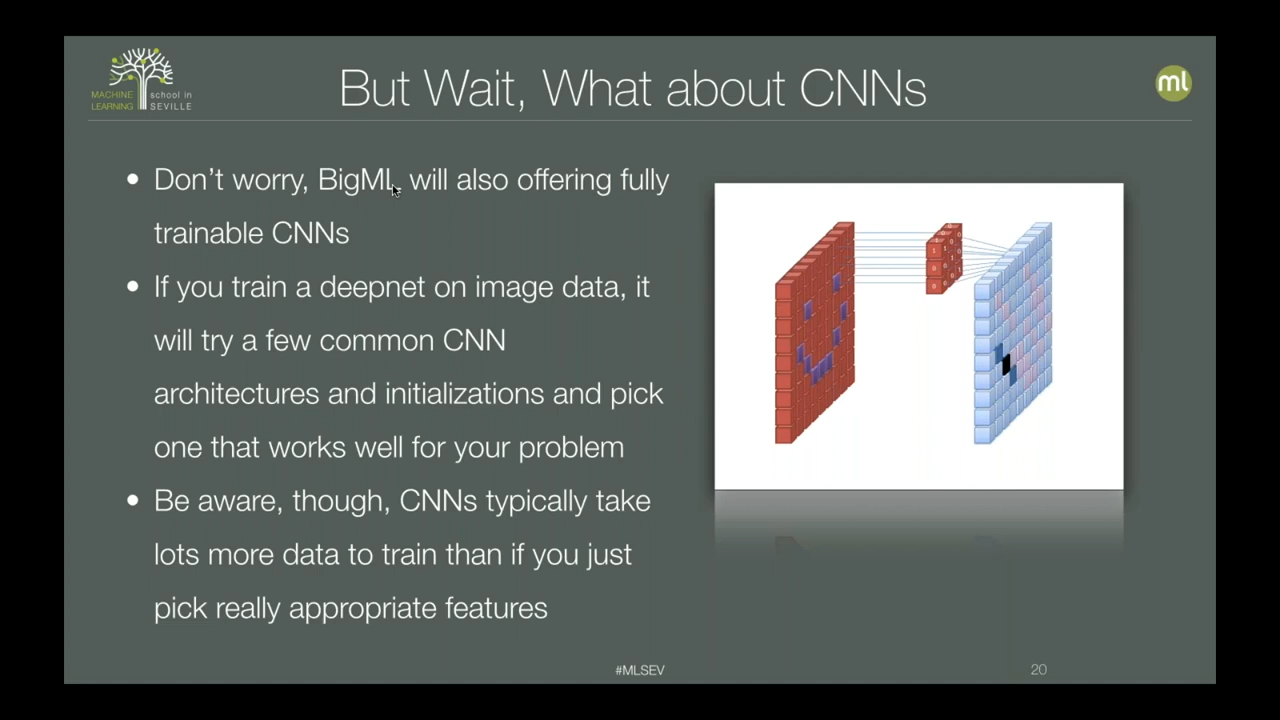 MACHINE school in
LEARNING SEVILLE
But Wait, What about CNNs
ml
• Don't worry, BigML will also offering fully
trainable CNNs
• If you train a deepnet on image data, it
will try a few common CNN
architectures and initializations and pick
one that works well for your problem
• Be aware, though, CNNs typically take
lots more data to train than if you just
pick really appropriate features
#MLSEV
20